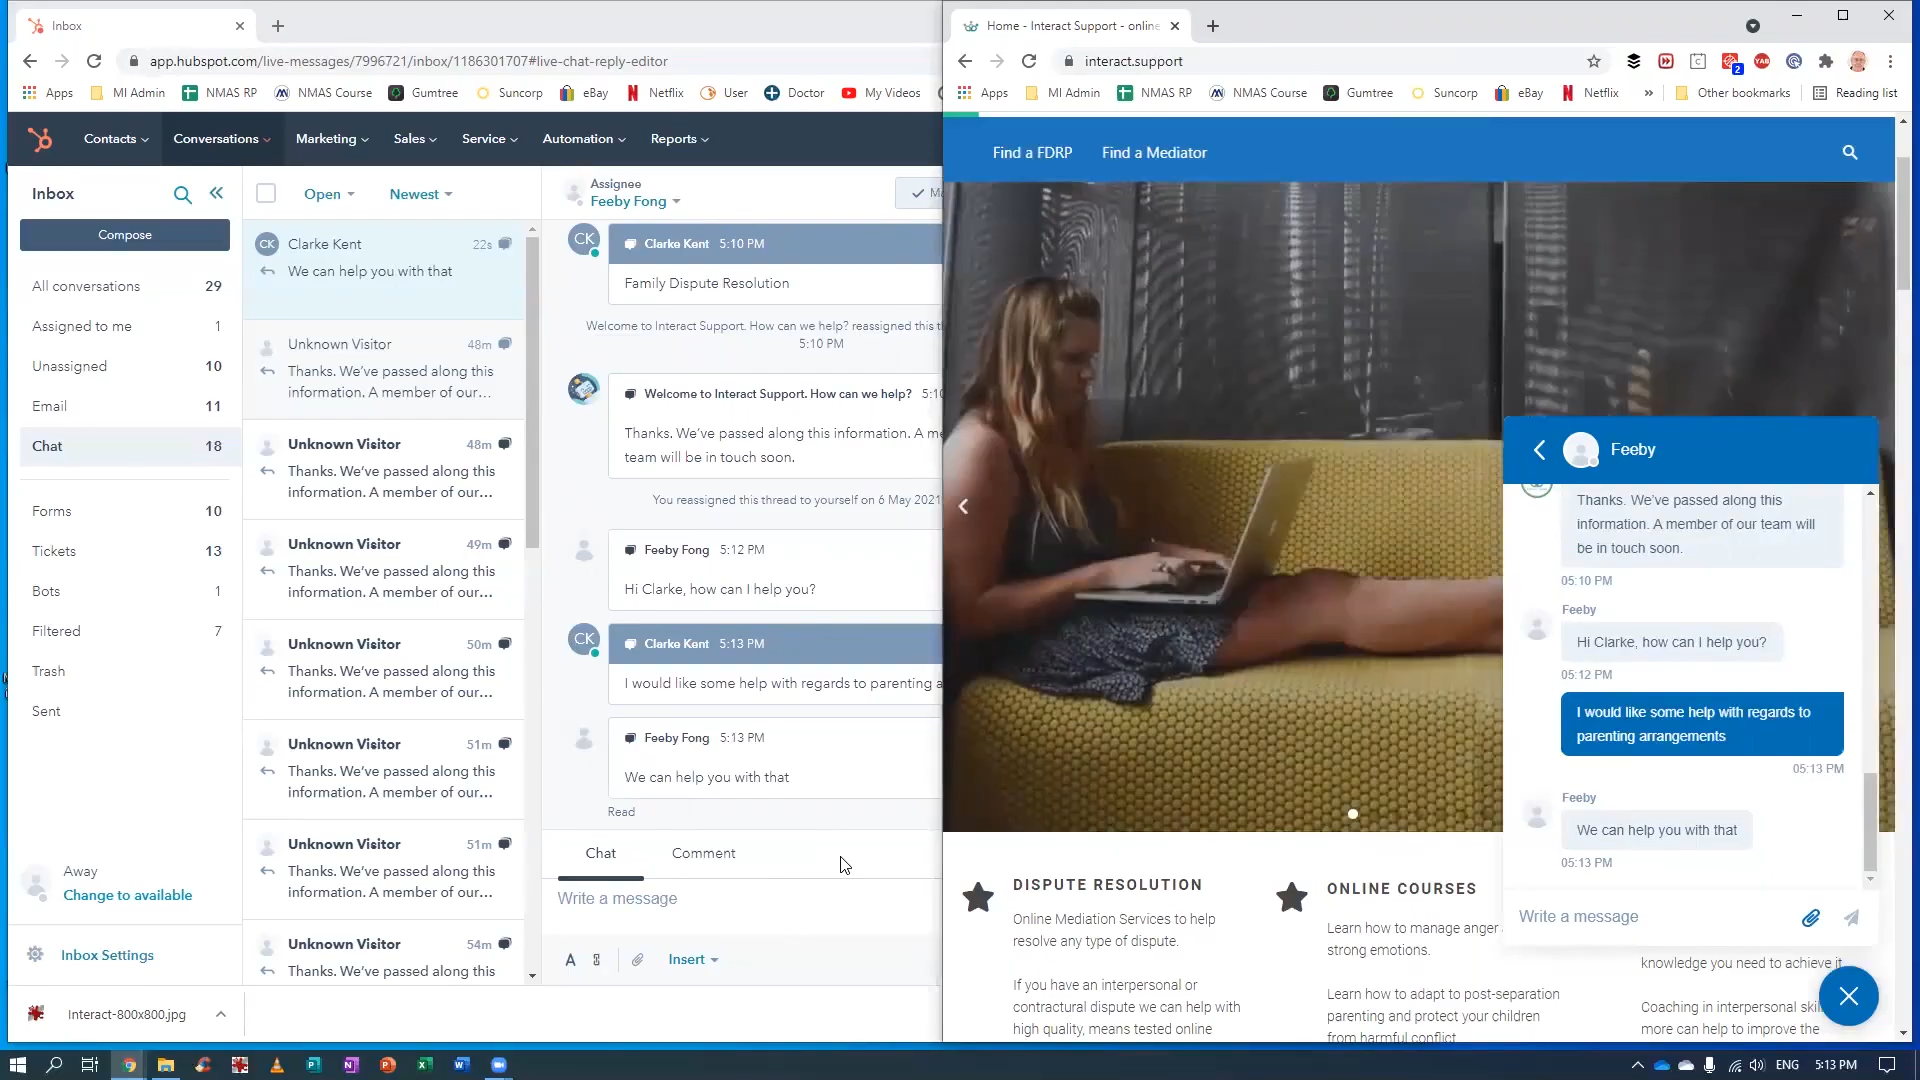 Inbox
app.hubspot.com/live-messages/7996721/inbox/1186301707#live-chat-reply-editor
Apps
MI Admin
NMAS RP
NMAS Course
Gumtree
Suncorp
eBay
Netflix
User
Doctor
My Videos
Contacts
Conversations
Marketing
Sales
Service
Automation
Reports
Inbox
Compose
All conversations 29
Assigned to me 1
Unassigned 10
Email 11
Chat 18
Forms 10
Tickets 13
Bots 1
Filtered 7
Trash
Sent
Away
Change to available
Inbox Settings
Open
Newest
CK
Clarke Kent 22s
We can help you with that
Unknown Visitor 48m
Thanks. We've passed along this
information. A member of our...
Unknown Visitor 48m
Thanks. We've passed along this
information. A member of our...
Unknown Visitor 49m
Thanks. We've passed along this
information. A member of our...
Unknown Visitor 50m
Thanks. We've passed along this
information. A member of our...
Unknown Visitor 51m
Thanks. We've passed along this
information. A member of our...
Unknown Visitor 51m
Thanks. We've passed along this
information. A member of our...
Unknown Visitor 54m
Thanks. We've passed along this
Assignee
Feeby Fong
Ma
CK
Clarke Kent 5:10 PM
Family Dispute Resolution
Welcome to Interact Support. How can we help? reassigned this t
5:10 PM
Welcome to Interact Support. How can we help? 5:10
Thanks. We've passed along this information. A me
team will be in touch soon.
You reassigned this thread to yourself on 6 May 2021
Feeby Fong 5:12 PM
Hi Clarke, how can I help you?
CK
Clarke Kent 5:13 PM
I would like some help with regards to parenting a
Feeby Fong 5:13 PM
We can help you with that
Read
Chat
Comment
Write a message
A
Insert
Interact-800x800.jpg
Home - Interact Support - online
interact.support
2
YAB
Apps
MI Admin
NMAS RP
NMAS Course
Gumtree
Suncorp
eBay
Netflix
»
Other bookmarks
Reading list
Find a FDRP
Find a Mediator
Feeby
Thanks. We've passed along this
information. A member of our team will
be in touch soon.
05:10 PM
Feeby
Hi Clarke, how can I help you?
05:12 PM
I would like some help with regards to
parenting arrangements
05:13 PM
Feeby
We can help you with that
05:13 PM
Write a message
DISPUTE RESOLUTION
Online Mediation Services to help
resolve any type of dispute.
If you have an interpersonal or
contractural dispute we can help with
high quality, means tested online
ONLINE COURSES
Learn how to manage anger
strong emotions.
Learn how to adapt to post-separation
parenting and protect your children
from harmful conflict
knowledge you need to achieve it
Coaching in interpersonal skil
more can help to improve the
ENG
5:13 PM